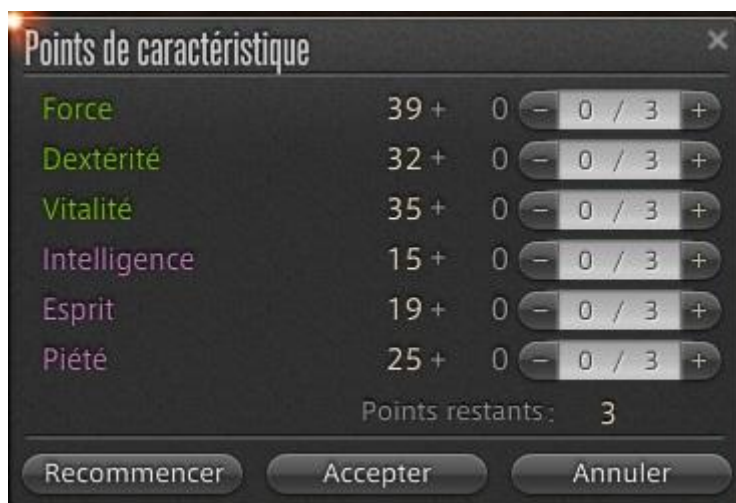 Points de caractéristique ×
Force 39 + 0 − 0 / 3 +
Dextérité 32 + 0 − 0 / 3 +
Vitalité 35 + 0 − 0 / 3 +
Intelligence 15 + 0 − 0 / 3 +
Esprit 19 + 0 − 0 / 3 +
Piété 25 + 0 − 0 / 3 +
Points restants : 3
Recommencer Accepter Annuler